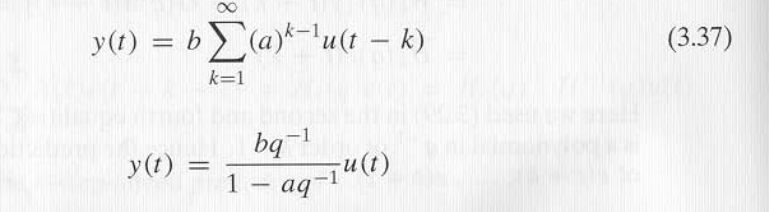 y(t) = b ∞∑k=1 (a)^{k−1}u(t − k) (3.37)
y(t) = bq^{−1} / 1 − aq^{−1} u(t)